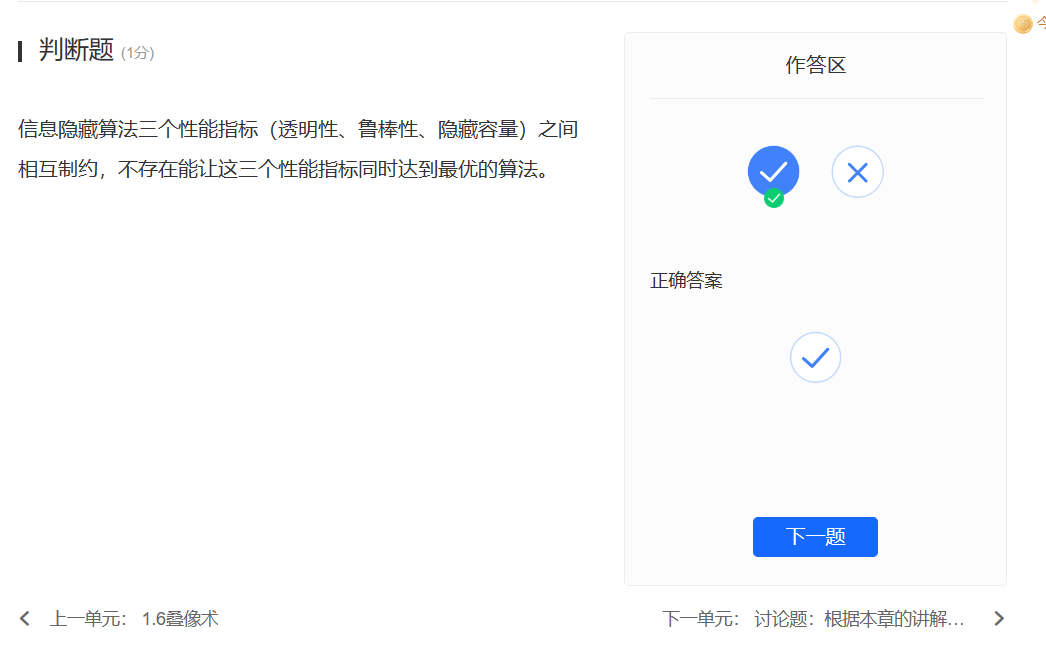 今
判断题 (1分)
作答区
信息隐藏算法三个性能指标（透明性、鲁棒性、隐藏容量）之间
相互制约，不存在能让这三个性能指标同时达到最优的算法。
正确答案
下一题
上一单元： 1.6叠像术
下一单元： 讨论题：根据本章的讲解…